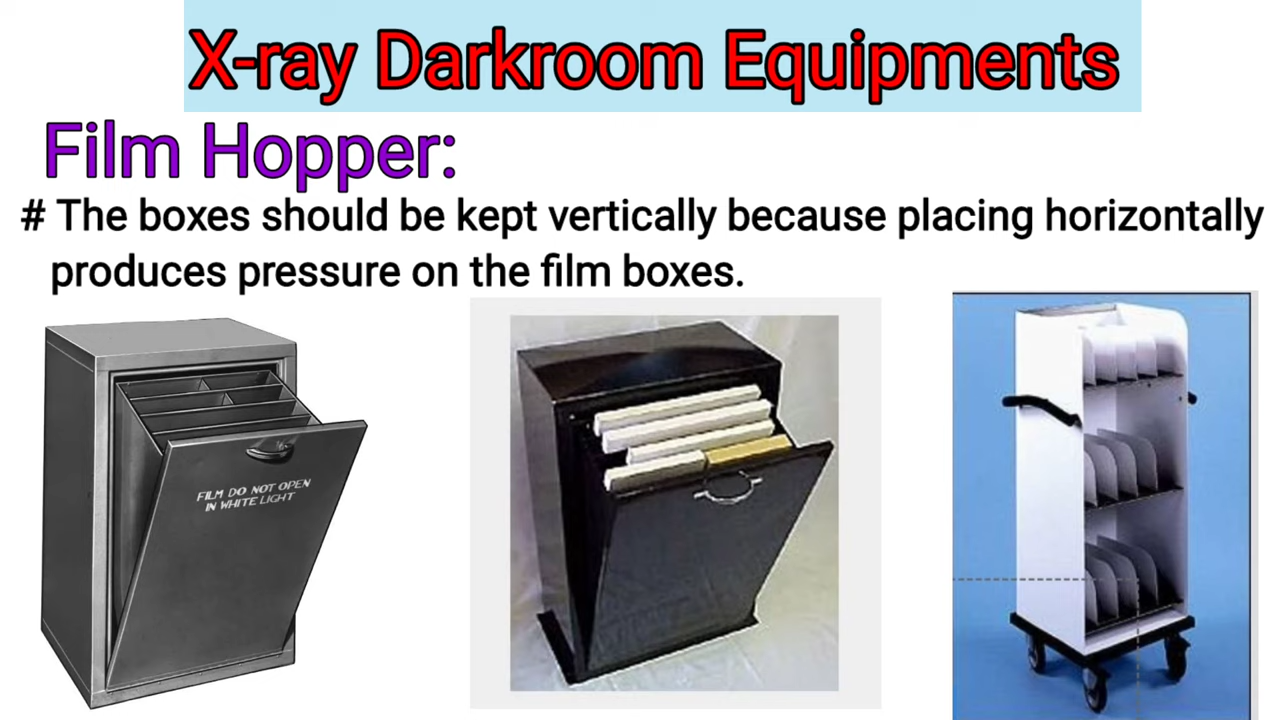 X-ray Darkroom Equipments
Film Hopper:
# The boxes should be kept vertically because placing horizontally
produces pressure on the film boxes.
FILM DO NOT OPEN
IN WHITE LIGHT